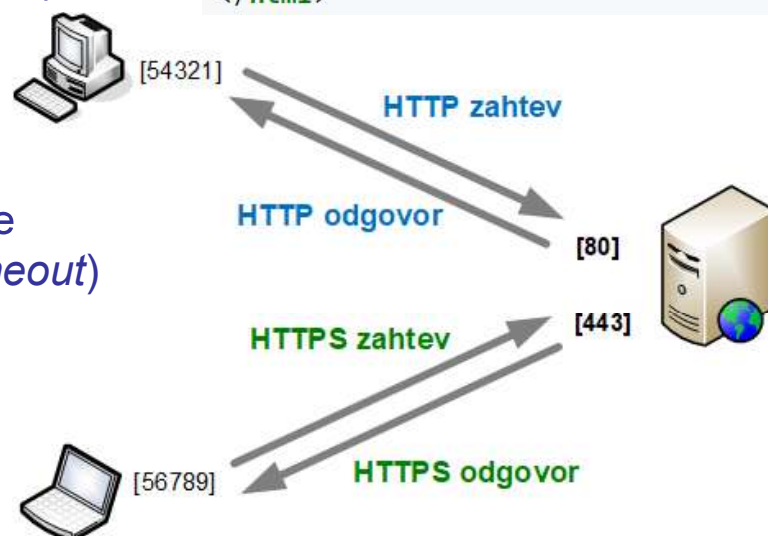 [54321]
HTTP zahtev
HTTP odgovor
[80]
[443]
HTTPS zahtev
HTTPS odgovor
[56789]